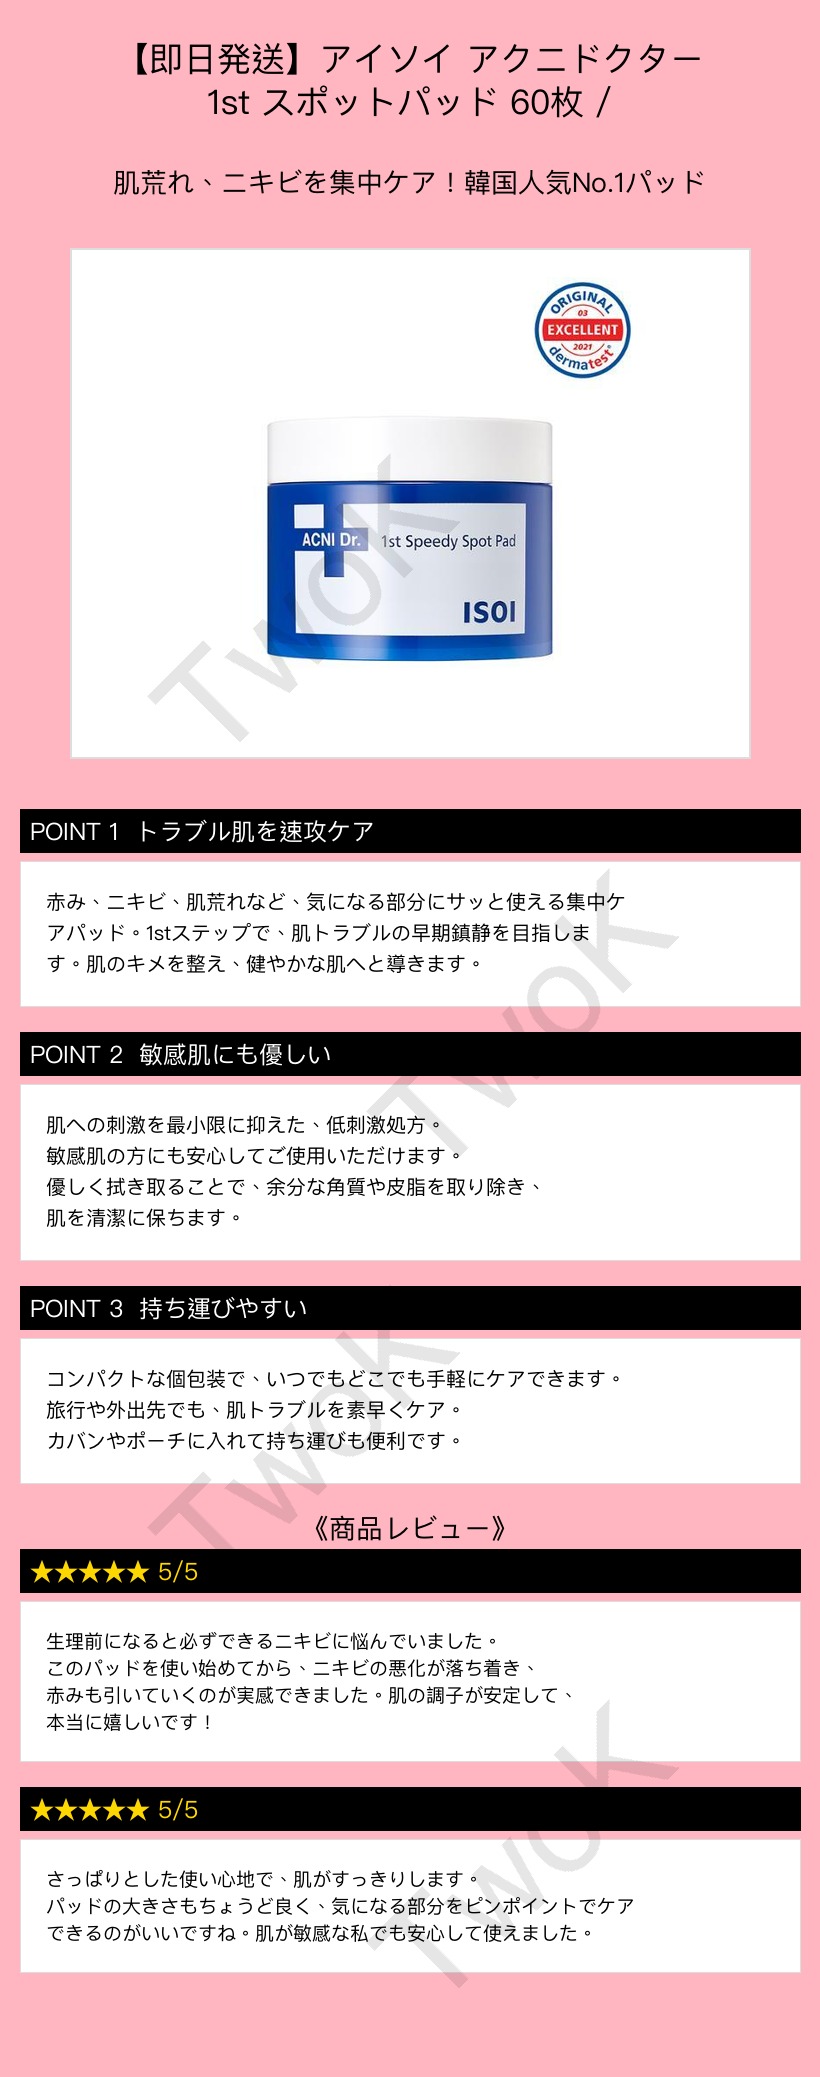 【即日発送】アイソイ アクニドクター
1st スポットパッド 60枚 /
肌荒れ、ニキビを集中ケア！韓国人気No.1パッド
ORIGINAL
03
EXCELLENT
2021
dermatest®
ACNI Dr. 1st Speedy Spot Pad
ISOI
TwoK
POINT 1 トラブル肌を速攻ケア
赤み、ニキビ、肌荒れなど、気になる部分にサッと使える集中ケ
アパッド。1stステップで、肌トラブルの早期鎮静を目指しま
す。肌のキメを整え、健やかな肌へと導きます。
TwoK
POINT 2 敏感肌にも優しい
肌への刺激を最小限に抑えた、低刺激処方。
敏感肌の方にも安心してご使用いただけます。
優しく拭き取ることで、余分な角質や皮脂を取り除き、
肌を清潔に保ちます。
POINT 3 持ち運びやすい
コンパクトな個包装で、いつでもどこでも手軽にケアできます。
旅行や外出先でも、肌トラブルを素早くケア。
カバンやポーチに入れて持ち運びも便利です。
TwoK
《商品レビュー》
★★★★★ 5/5
生理前になると必ずできるニキビに悩んでいました。
このパッドを使い始めてから、ニキビの悪化が落ち着き、
赤みも引いていくのが実感できました。肌の調子が安定して、
本当に嬉しいです！
★★★★★ 5/5
さっぱりとした使い心地で、肌がすっきりします。
パッドの大きさもちょうど良く、気になる部分をピンポイントでケア
できるのがいいですね。肌が敏感な私でも安心して使えました。
TwoK